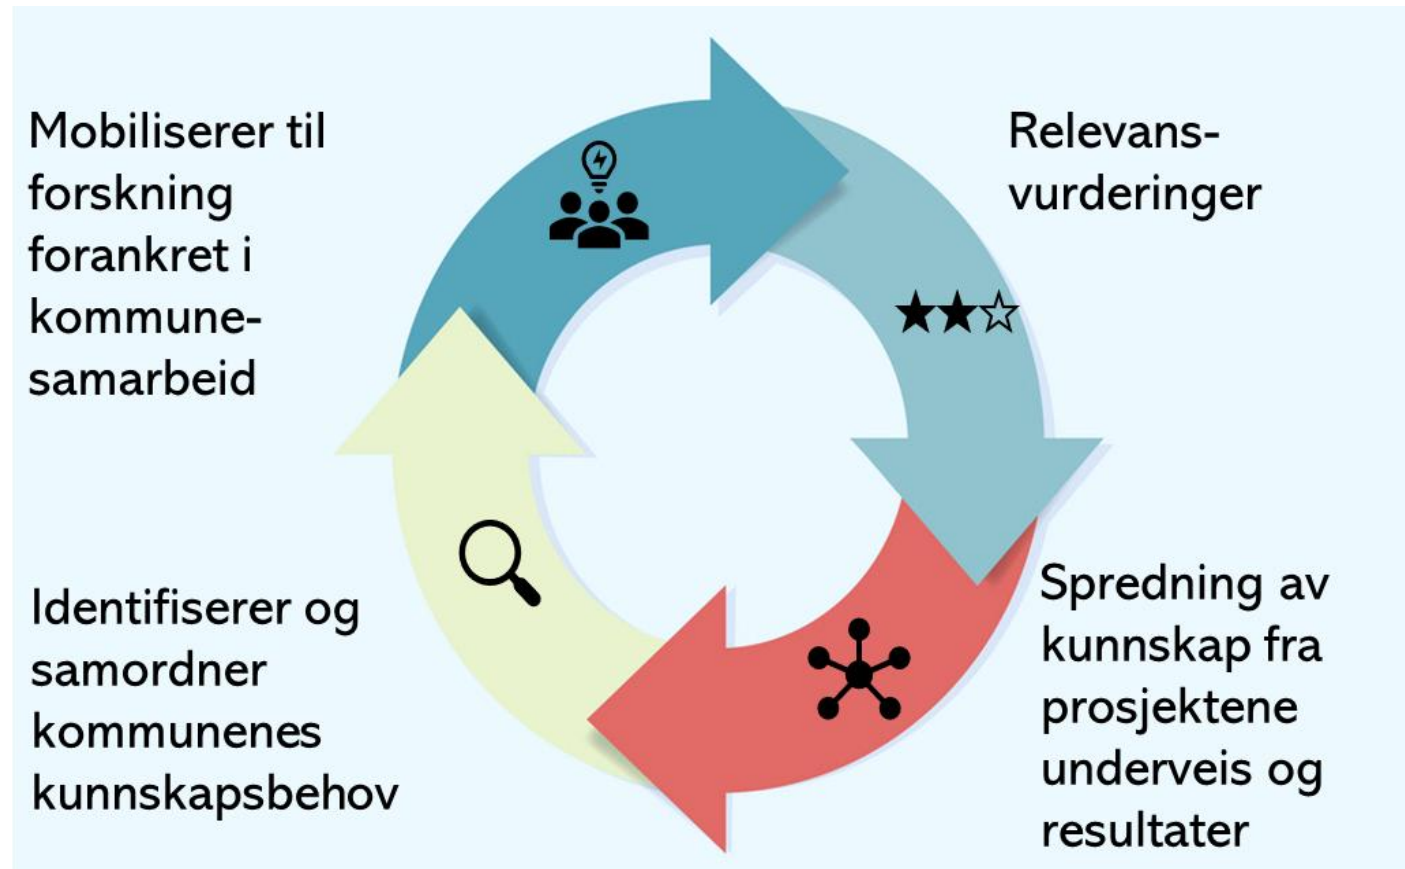 Mobiliserer til
forskning
forankret i
kommune-
samarbeid
Relevans-
vurderinger
Identifiserer og
samordner
kommunenes
kunnskapsbehov
Spredning av
kunnskap fra
prosjektene
underveis og
resultater